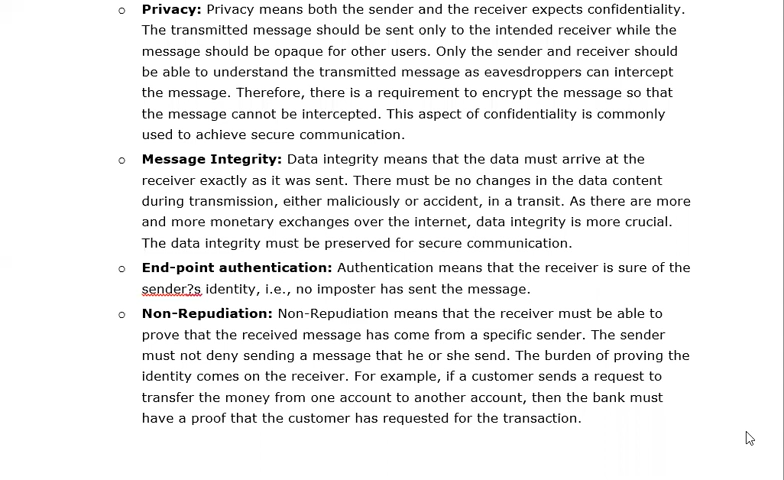 o Privacy: Privacy means both the sender and the receiver expects confidentiality.
The transmitted message should be sent only to the intended receiver while the
message should be opaque for other users. Only the sender and receiver should
be able to understand the transmitted message as eavesdroppers can intercept
the message. Therefore, there is a requirement to encrypt the message so that
the message cannot be intercepted. This aspect of confidentiality is commonly
used to achieve secure communication.
o Message Integrity: Data integrity means that the data must arrive at the
receiver exactly as it was sent. There must be no changes in the data content
during transmission, either maliciously or accident, in a transit. As there are more
and more monetary exchanges over the internet, data integrity is more crucial.
The data integrity must be preserved for secure communication.
o End-point authentication: Authentication means that the receiver is sure of the
sender?s identity, i.e., no imposter has sent the message.
o Non-Repudiation: Non-Repudiation means that the receiver must be able to
prove that the received message has come from a specific sender. The sender
must not deny sending a message that he or she send. The burden of proving the
identity comes on the receiver. For example, if a customer sends a request to
transfer the money from one account to another account, then the bank must
have a proof that the customer has requested for the transaction.